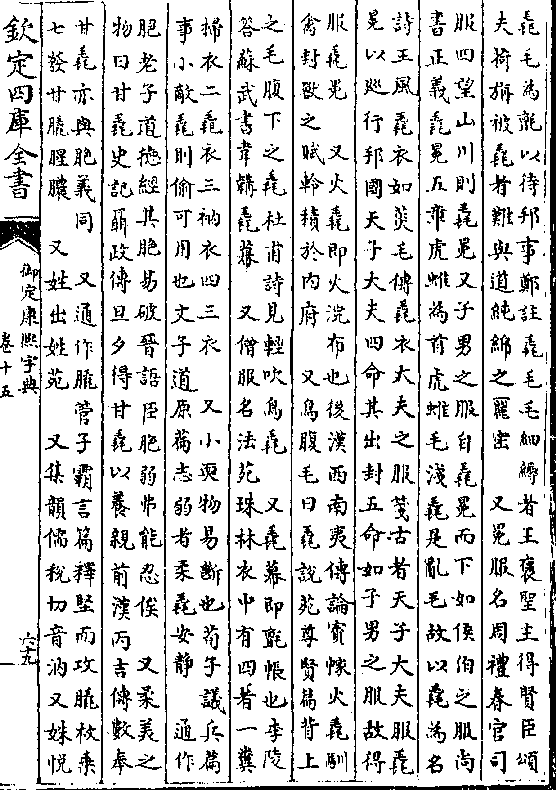 毳毛為氈以待邦事鄭註毳毛毛細縟者王褒聖主得賢臣頌
夫荷旃被毳者難與道純綿之麗密　又冕服名周禮春官司
服四望山川則毳冕又子男之服自毳冕而下如侯伯之服尚
書正義毳冕五章虎蜼為首虎蜼毛淺毳是亂毛故以毳為名
詩王風毳衣如菼毛傳毳衣大夫之服箋古者天子大夫服毳
冕以巡行邦國天子大夫四命其出封五命如子男之服故得
服毳冕　又火毳即火浣布也後漢西南夷傳論賨幏火毳馴
禽封獸之賦軨積於內府　又鳥腹毛曰毳說苑尊賢篇背上
之毛腹下之毳杜甫詩見輕吹鳥毳　又毳幕即氈帳也李陵
答蘇武書韋韝毳幕　又僧服名法苑珠林衣中有四者一糞
掃衣二毳衣三衲衣四三衣　又小耎物易斷也荀子議兵篇
事小敵毳則偷可用也文子道原篇志弱者柔毳安靜　通作
脃老子道德經其脃易破晉語臣脃弱弗能忍俟　又柔美之
物曰甘毳史記聶政傳旦夕得甘毳以養親前漢丙吉傳數奉
甘毳亦與脃義同　又通作脆管子霸言篇釋堅而攻脆枚乘
七發甘脆腥膿　又姓出姓苑　又集韻儒稅切音汭又姝悅
欽定四庫全書
御定康熙字典
卷十五
六十九